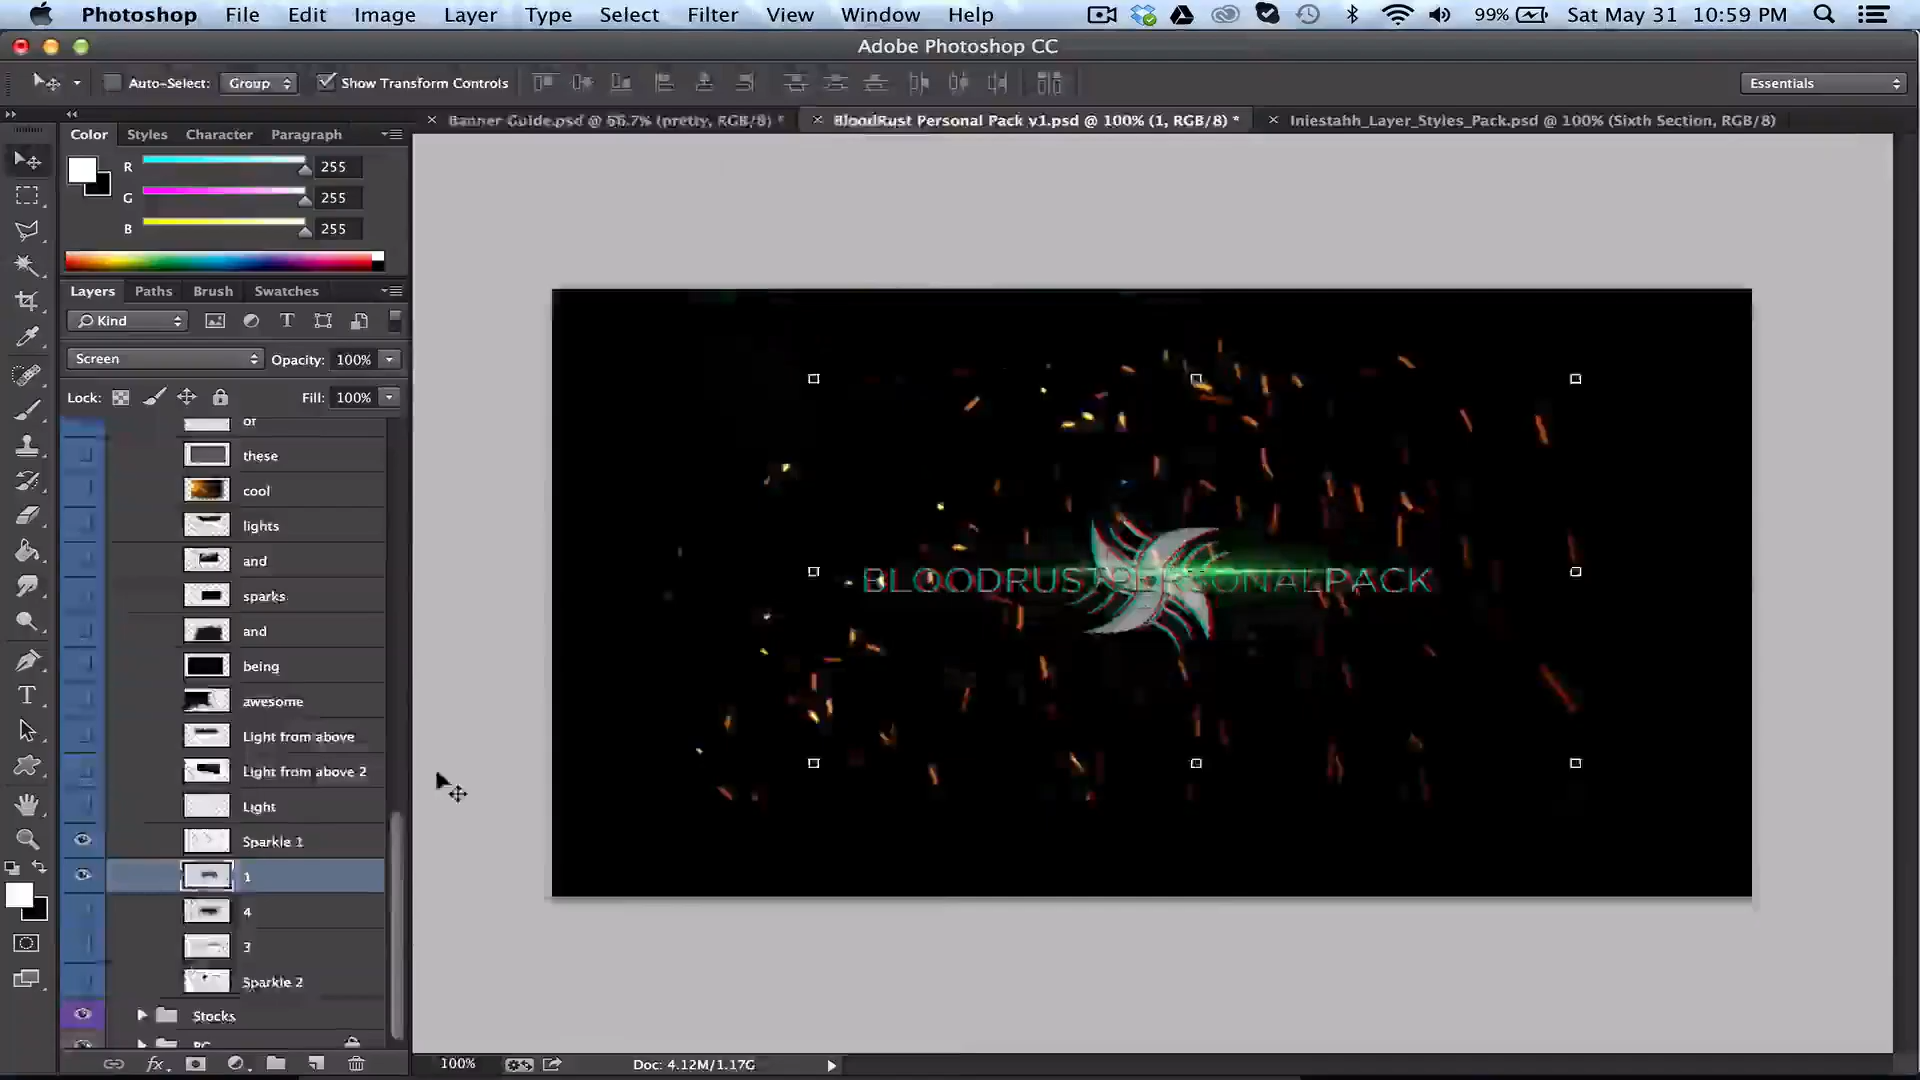 Photoshop File Edit Image Layer Type Select Filter View Window Help 99% Sat May 31 10:59 PM
Adobe Photoshop CC
Auto-Select: Group Show Transform Controls Essentials
Banner Guide.psd @ 66.7% (pretty, RGB/8) * BloodRust Personal Pack v1.psd @ 100% (1, RGB/8) * Iniestahh_Layer_Styles_Pack.psd @ 100% (Sixth Section, RGB/8)
Color Styles Character Paragraph
R 255
G 255
B 255
Layers Paths Brush Swatches
Kind
Screen Opacity: 100%
Lock: Fill: 100%
of
these
cool
lights
and
sparks
and
being
awesome
Light from above
Light from above 2
Light
Sparkle 1
1
4
3
Sparkle 2
Stocks
BLOODRUSTPERSONALPACK
100% Doc: 4.12M/1.17G